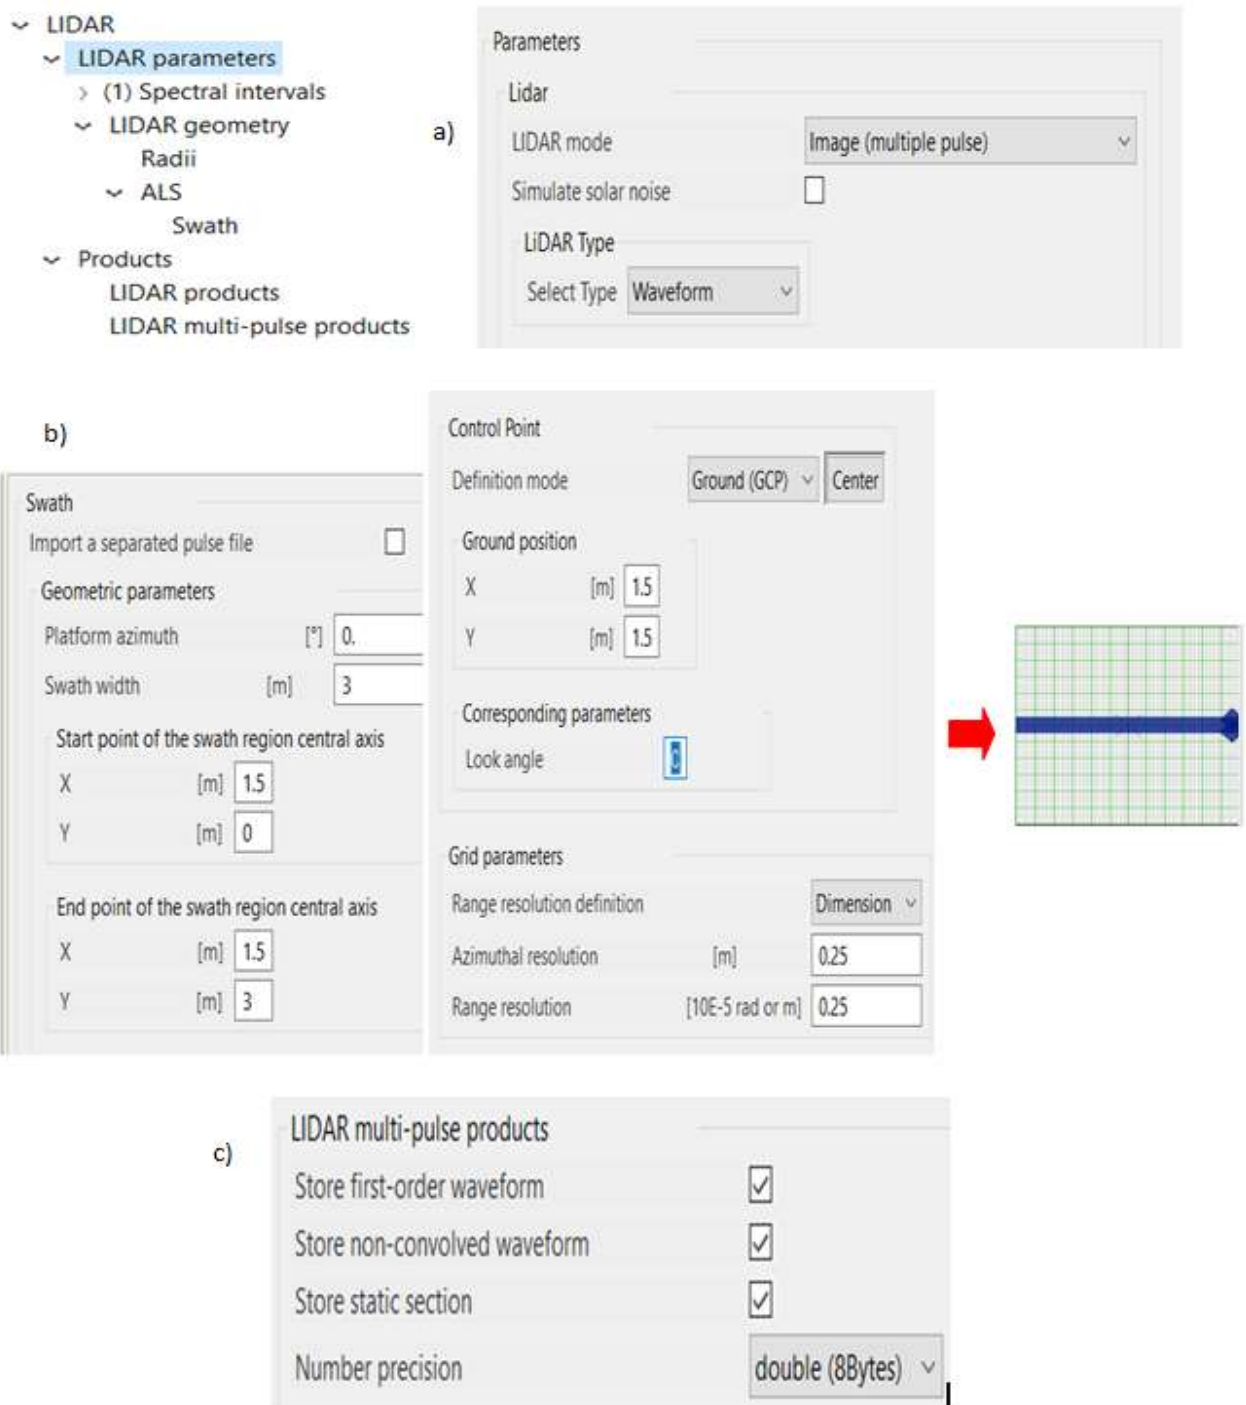 LIDAR
LIDAR parameters
(1) Spectral intervals
LIDAR geometry
Radii
ALS
Swath
Products
LIDAR products
LIDAR multi-pulse products
a)
Parameters
Lidar
LIDAR mode Image (multiple pulse)
Simulate solar noise
LiDAR Type
Select Type Waveform
b)
Swath
Import a separated pulse file
Geometric parameters
Platform azimuth [°] 0.
Swath width [m] 3
Start point of the swath region central axis
X [m] 1.5
Y [m] 0
End point of the swath region central axis
X [m] 1.5
Y [m] 3
Control Point
Definition mode Ground (GCP) Center
Ground position
X [m] 1.5
Y [m] 1.5
Corresponding parameters
Look angle
Grid parameters
Range resolution definition Dimension
Azimuthal resolution [m] 0.25
Range resolution [10E-5 rad or m] 0.25
c)
LIDAR multi-pulse products
Store first-order waveform
Store non-convolved waveform
Store static section
Number precision double (8Bytes)